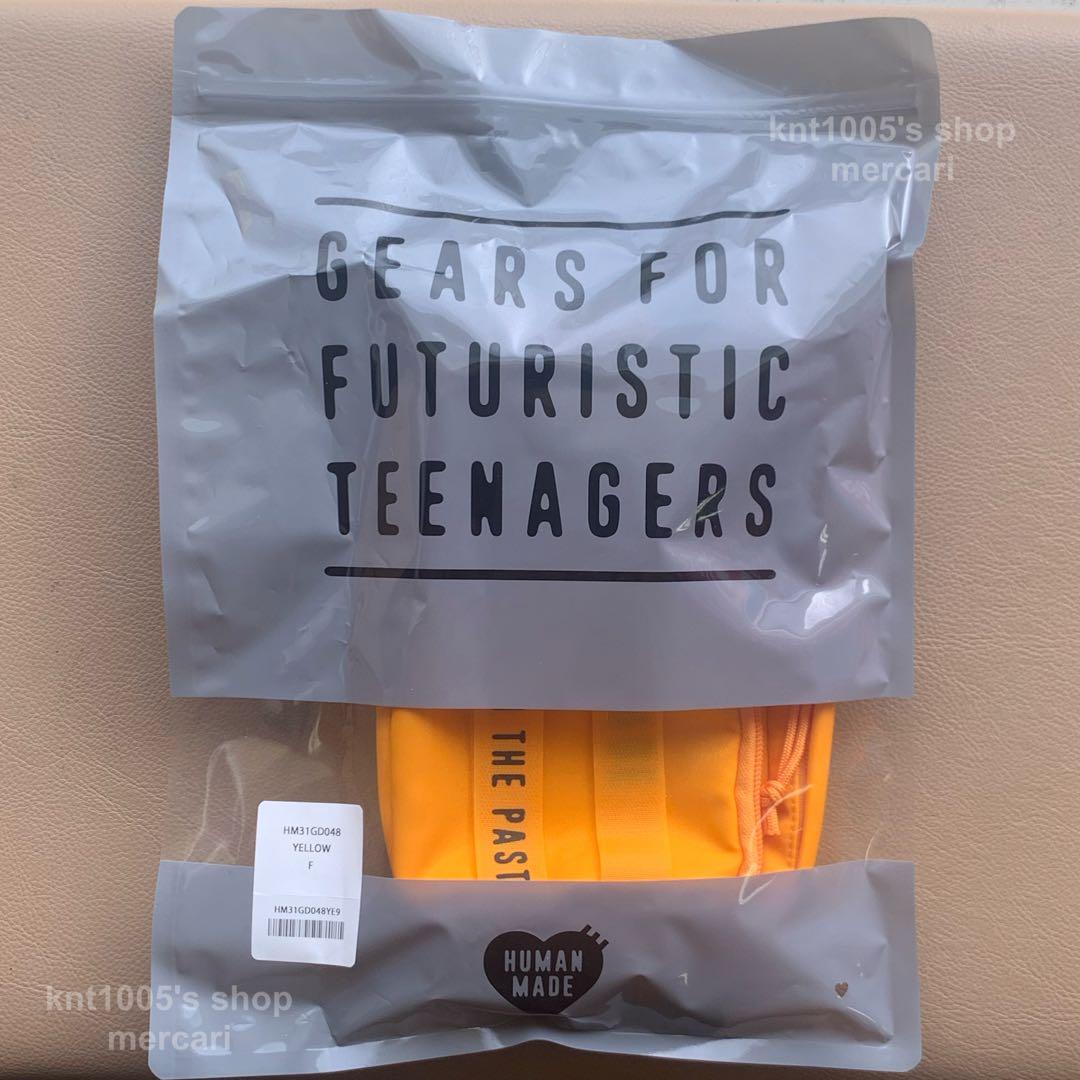 knt1005's shop
mercari
GEARS FOR
FUTURISTIC
TEENAGERS
THE PAST
HM31GD048
YELLOW
F
HM31GD048YE9
HUMAN
MADE
knt1005's shop
mercari